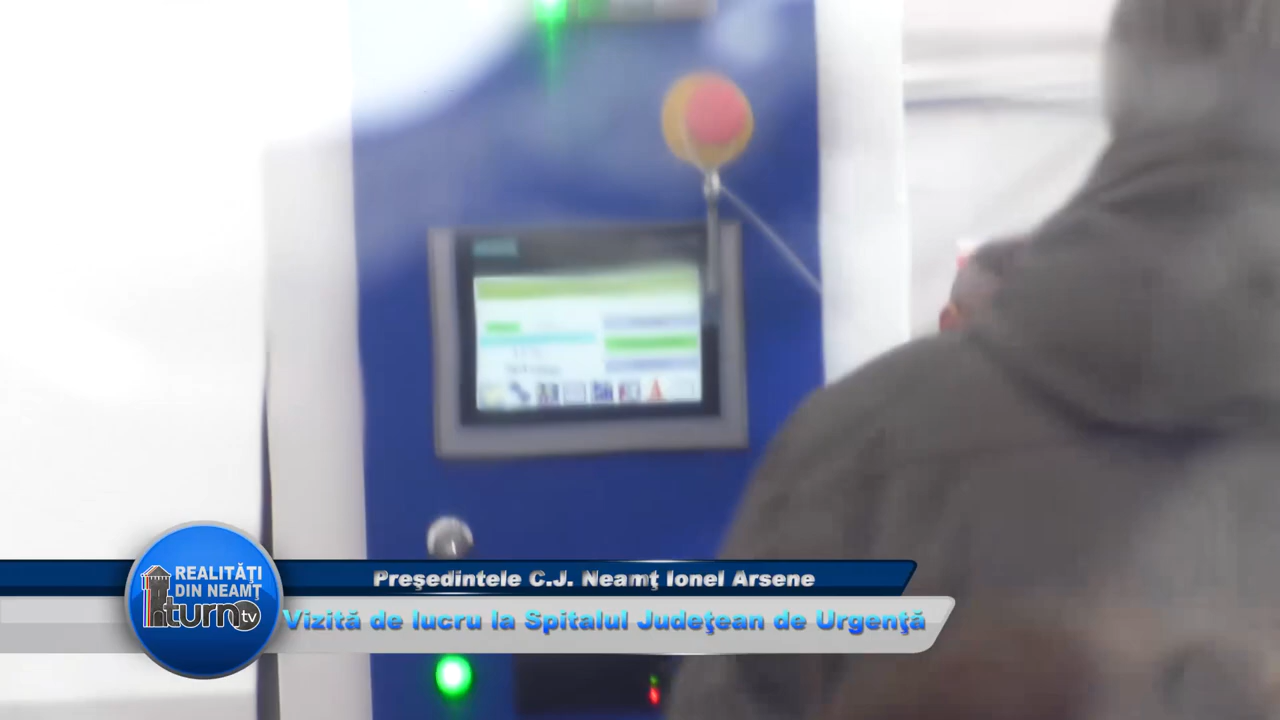 Preşedintele C.J. Neamţ Ionel Arsene
REALITĂȚI
DIN NEAMȚ
turn tv
Vizită de lucru la Spitalul Judeţean de Urgenţă